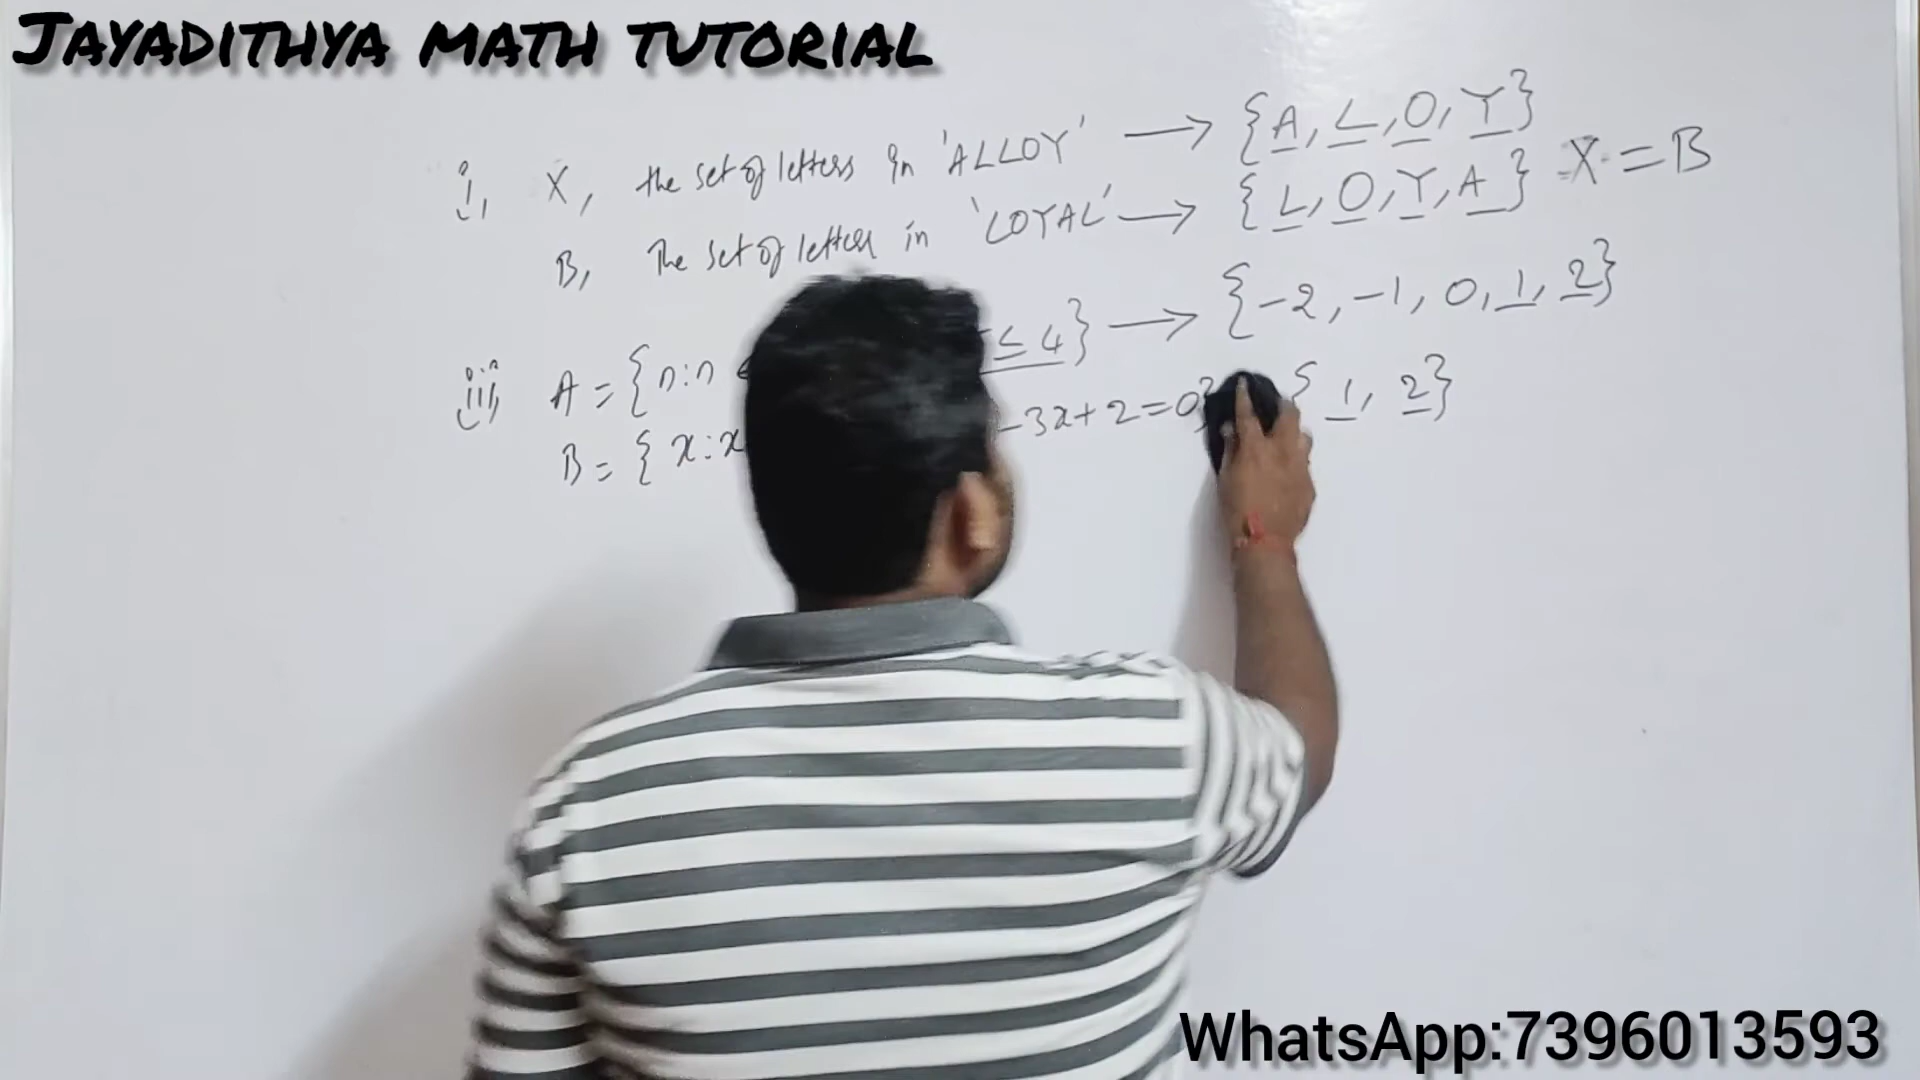 JAYADITHYA MATH TUTORIAL
i, X, the set of letters in 'ALLOY' → {A, L, O, Y}
B, The set of letters in 'LOYAL' → {L, O, Y, A} X = B
iii, A = {n:n ≤ 4} → {-2, -1, 0, 1, 2}
B = {x:x -3x+2=0} { 1, 2}
WhatsApp:7396013593